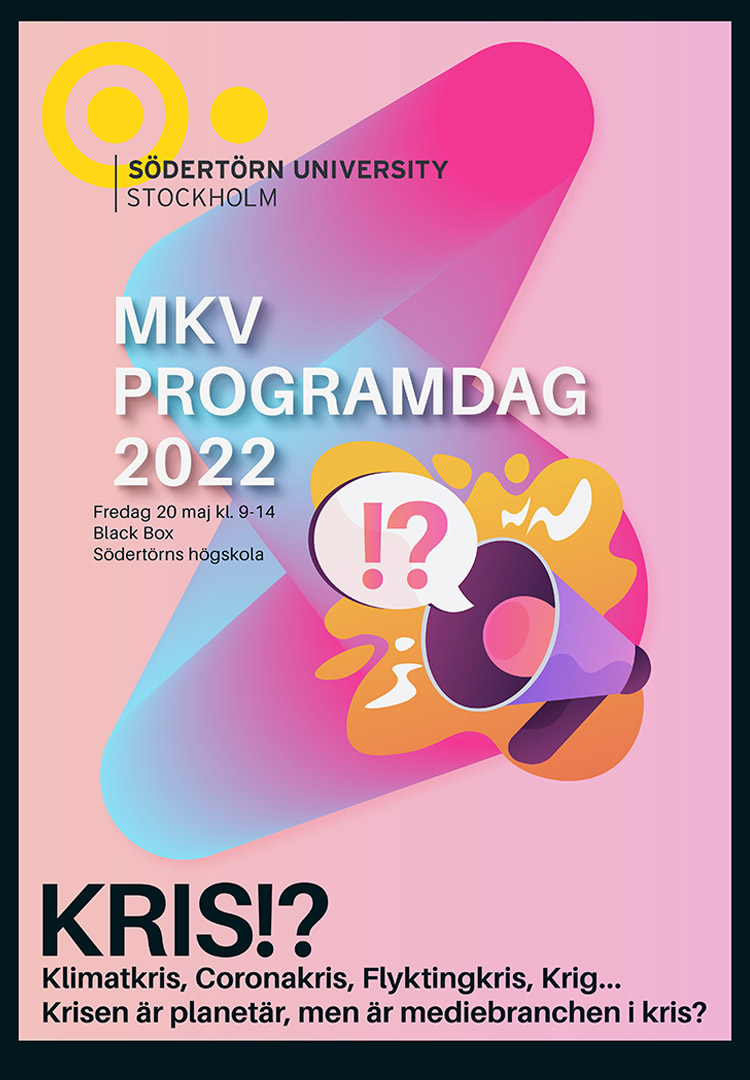 SÖDERTÖRN UNIVERSITY
STOCKHOLM
MKV
PROGRAMDAG
2022
Fredag 20 maj kl. 9-14
Black Box
Södertörns högskola
!?
KRIS!?
Klimatkris, Coronakris, Flyktingkris, Krig...
Krisen är planetär, men är mediebranchen i kris?